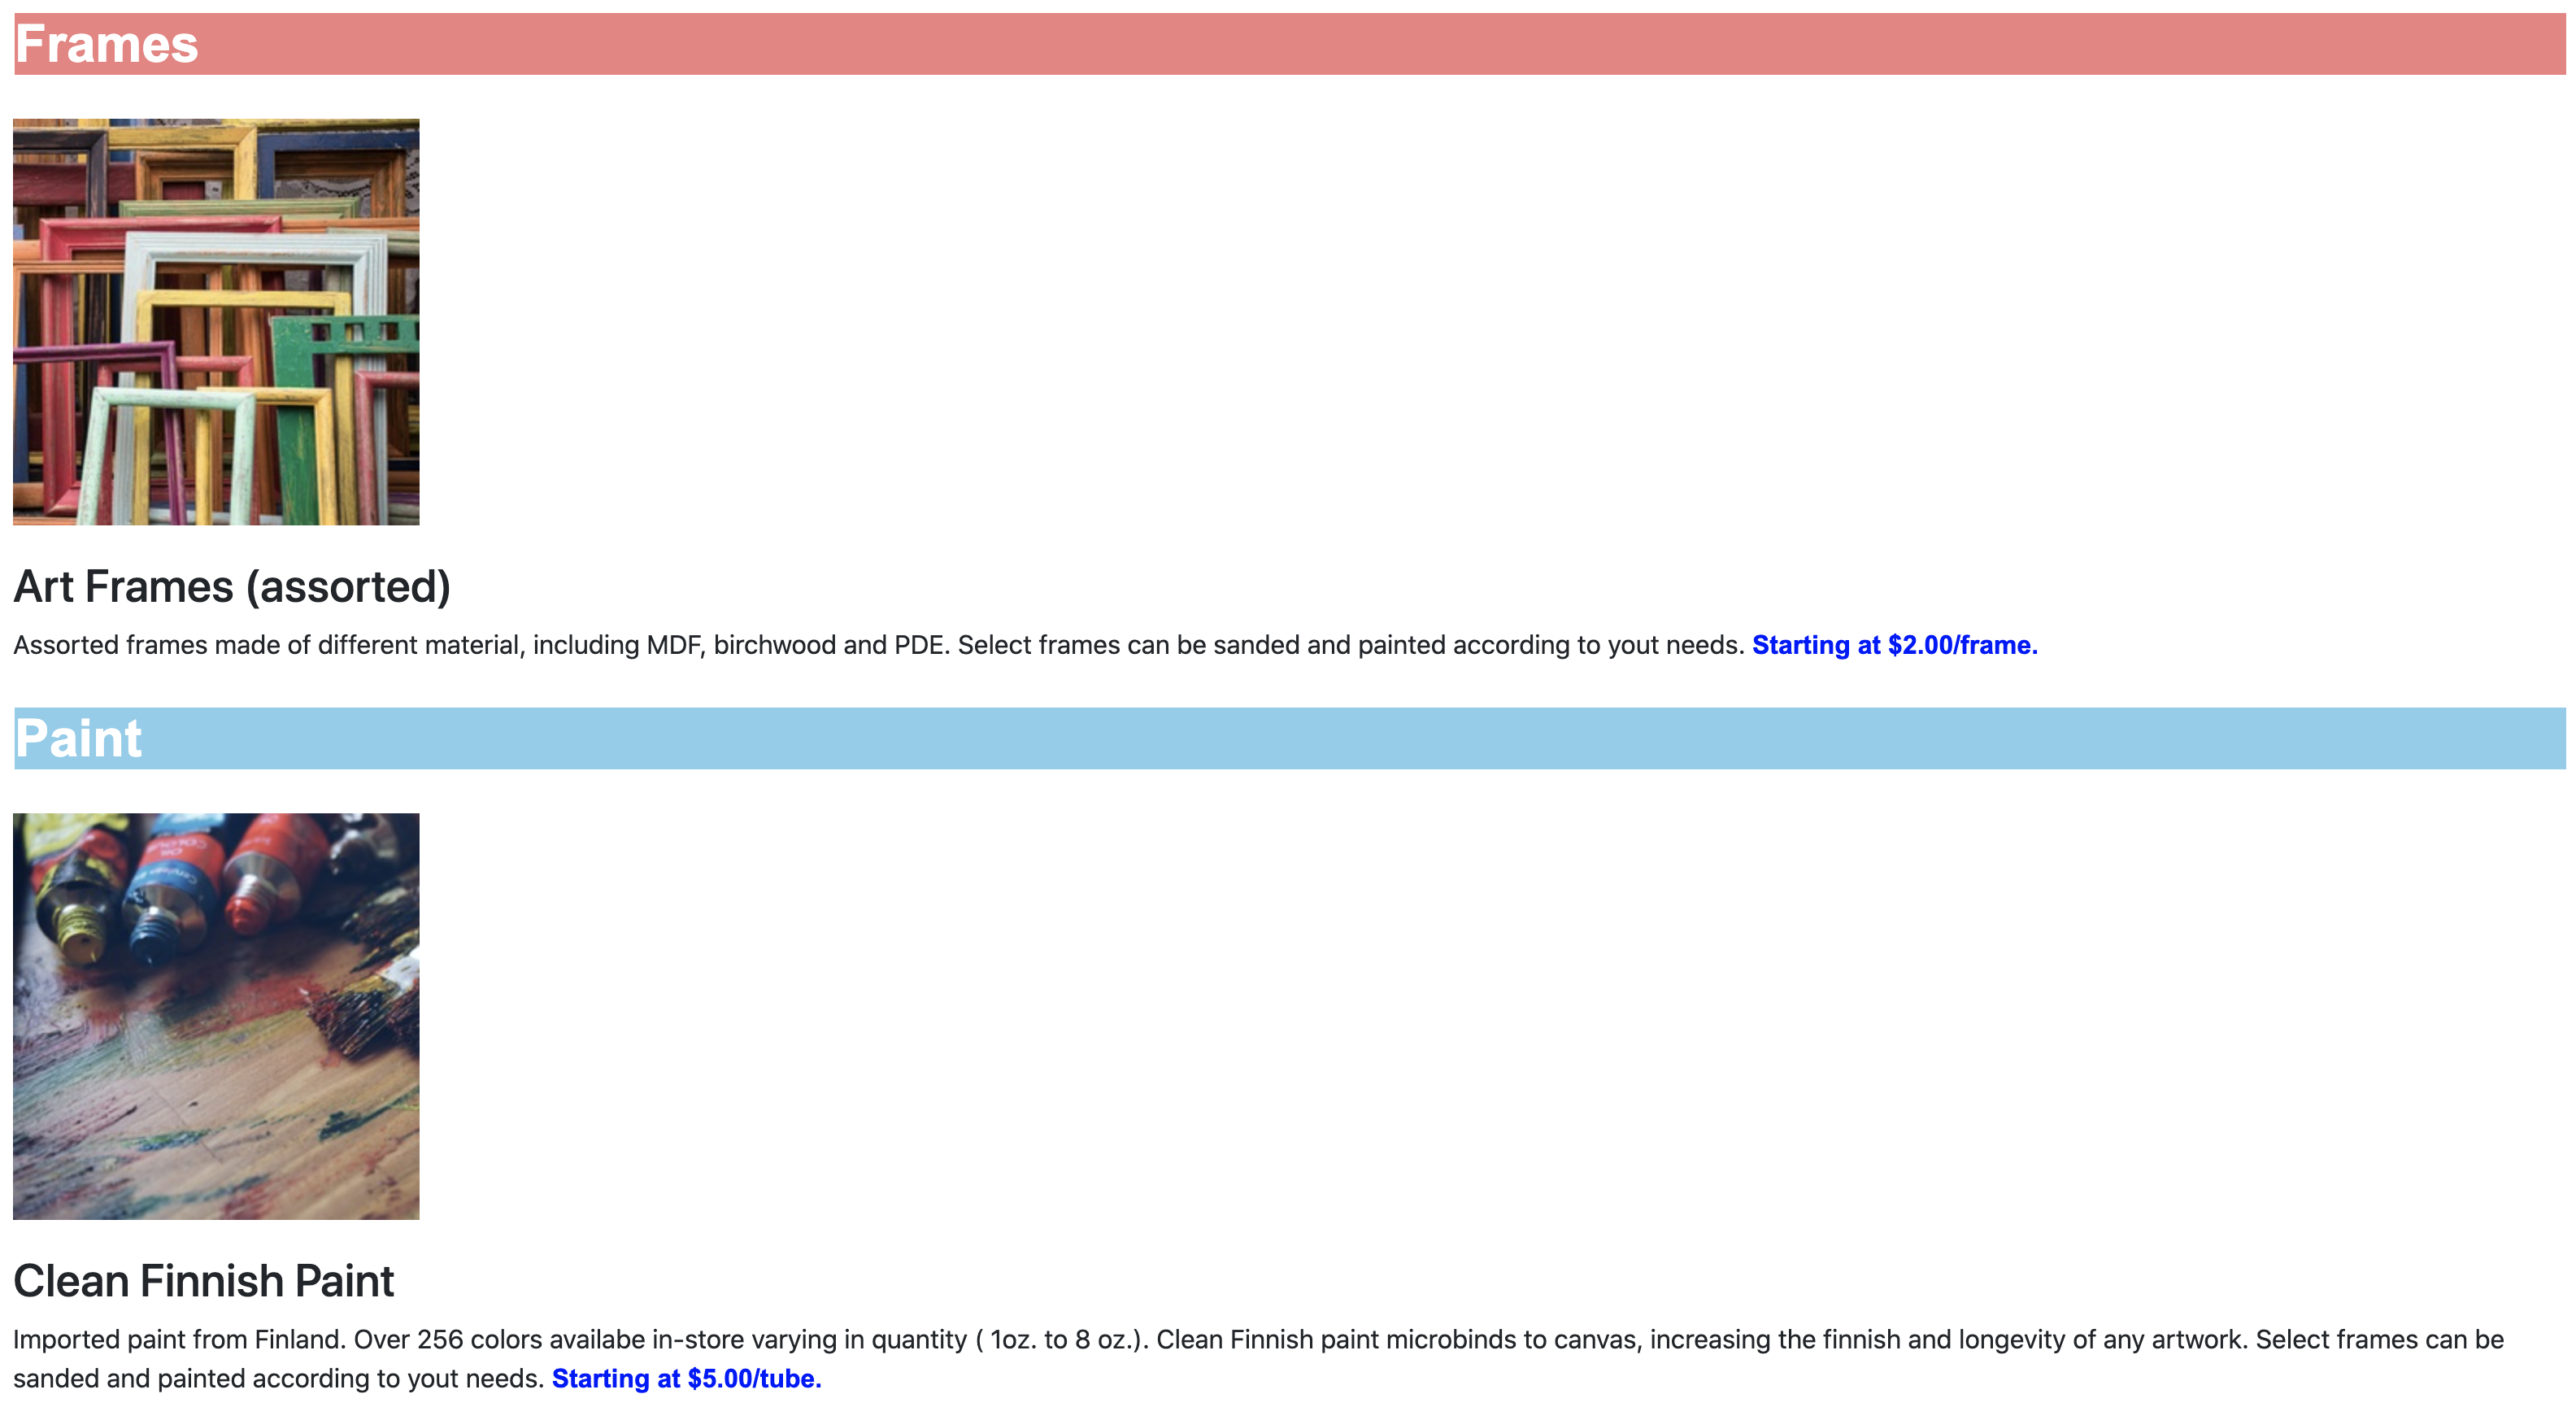 Frames
Art Frames (assorted)
Assorted frames made of different material, including MDF, birchwood and PDE. Select frames can be sanded and painted according to yout needs. Starting at $2.00/frame.
Paint
Clean Finnish Paint
Imported paint from Finland. Over 256 colors availabe in-store varying in quantity ( 1oz. to 8 oz.). Clean Finnish paint microbinds to canvas, increasing the finnish and longevity of any artwork. Select frames can be
sanded and painted according to yout needs. Starting at $5.00/tube.